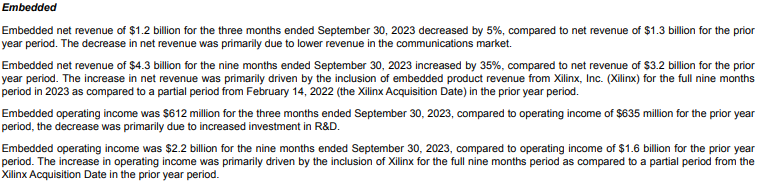 Embedded
Embedded net revenue of $1.2 billion for the three months ended September 30, 2023 decreased by 5%, compared to net revenue of $1.3 billion for the prior
year period. The decrease in net revenue was primarily due to lower revenue in the communications market.
Embedded net revenue of $4.3 billion for the nine months ended September 30, 2023 increased by 35%, compared to net revenue of $3.2 billion for the prior
year period. The increase in net revenue was primarily driven by the inclusion of embedded product revenue from Xilinx, Inc. (Xilinx) for the full nine months
period in 2023 as compared to a partial period from February 14, 2022 (the Xilinx Acquisition Date) in the prior year period.
Embedded operating income was $612 million for the three months ended September 30, 2023, compared to operating income of $635 million for the prior year
period, the decrease was primarily due to increased investment in R&D.
Embedded operating income was $2.2 billion for the nine months ended September 30, 2023, compared to operating income of $1.6 billion for the prior year
period. The increase in operating income was primarily driven by the inclusion of Xilinx for the full nine months period as compared to a partial period from the
Xilinx Acquisition Date in the prior year period.